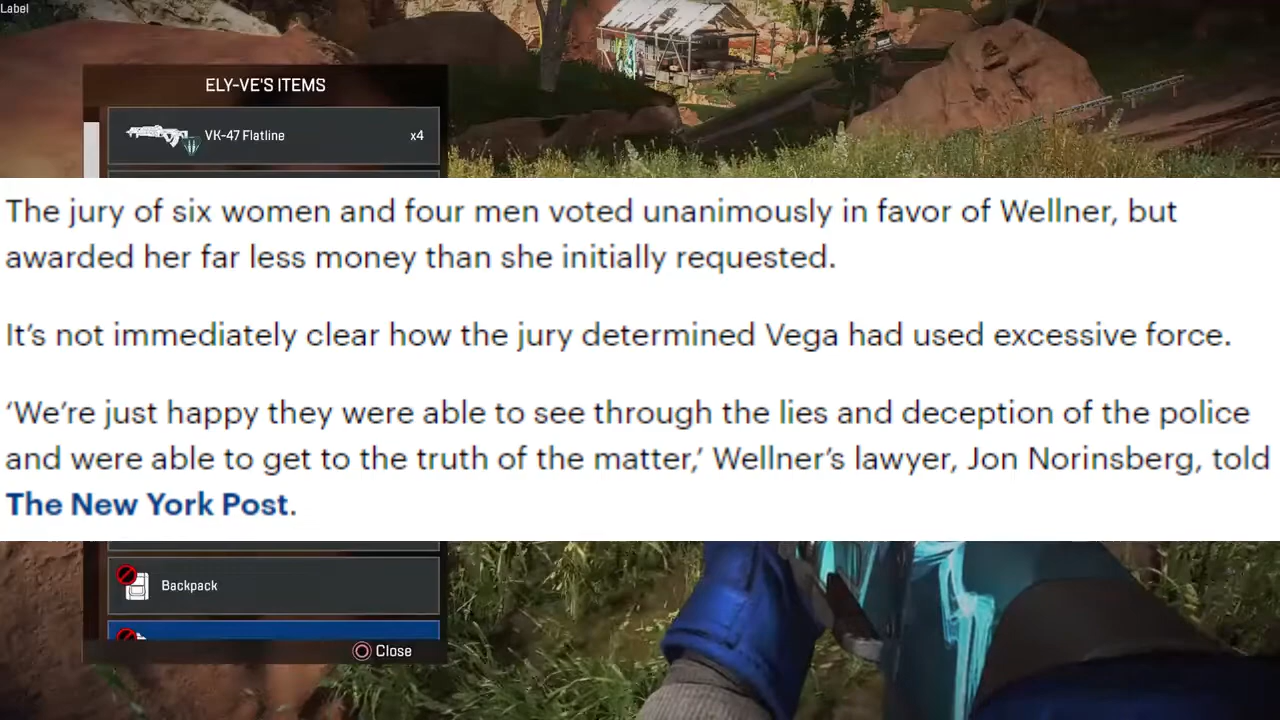 Label
ELY-VE'S ITEMS
VK-47 Flatline x4
The jury of six women and four men voted unanimously in favor of Wellner, but
awarded her far less money than she initially requested.
It's not immediately clear how the jury determined Vega had used excessive force.
‘We’re just happy they were able to see through the lies and deception of the police
and were able to get to the truth of the matter,’ Wellner’s lawyer, Jon Norinsberg, told
The New York Post.
Backpack
Close